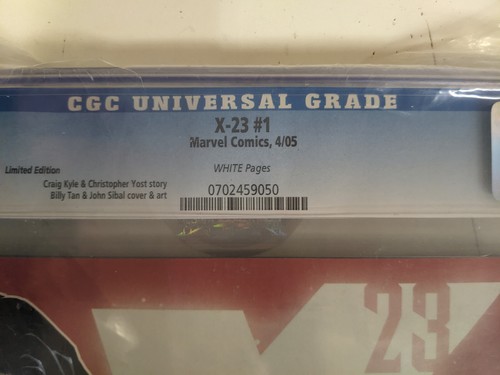 CGC UNIVERSAL GRADE
X-23 #1
Marvel Comics, 4/05
WHITE Pages
Limited Edition
Craig Kyle & Christopher Yost story
Billy Tan & John Sibal cover & art
0702459050
X
23